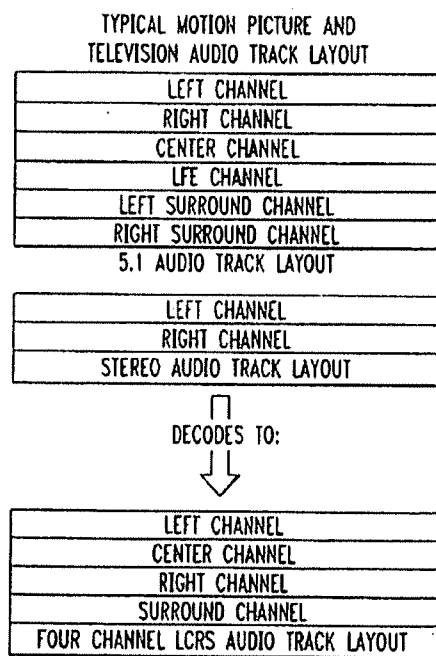 TYPICAL MOTION PICTURE AND
TELEVISION AUDIO TRACK LAYOUT
LEFT CHANNEL
RIGHT CHANNEL
CENTER CHANNEL
LFE CHANNEL
LEFT SURROUND CHANNEL
RIGHT SURROUND CHANNEL
5.1 AUDIO TRACK LAYOUT
LEFT CHANNEL
RIGHT CHANNEL
STEREO AUDIO TRACK LAYOUT
DECODES TO:
LEFT CHANNEL
CENTER CHANNEL
RIGHT CHANNEL
SURROUND CHANNEL
FOUR CHANNEL LCRS AUDIO TRACK LAYOUT